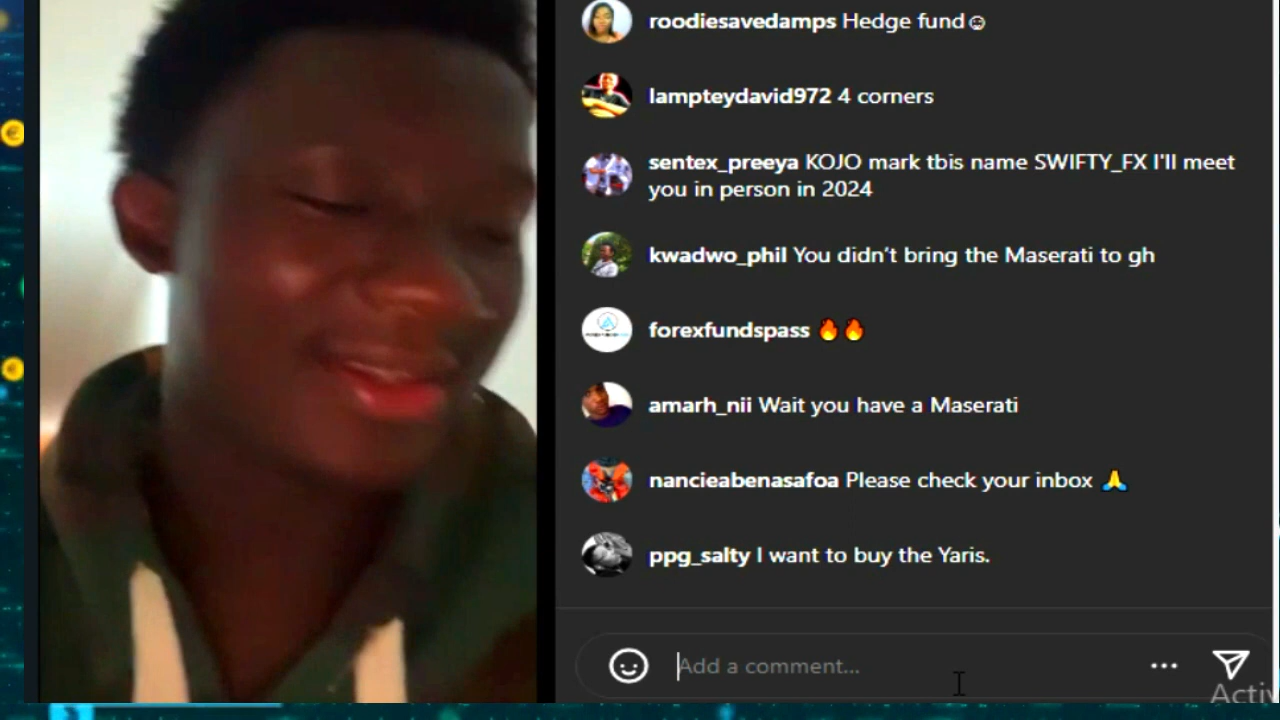 roodiesavedamps Hedge fund😂
lampteydavid972 4 corners
sentex_preeya KOJO mark tbis name SWIFTY_FX I'll meet
you in person in 2024
kwadwo_phil You didn’t bring the Maserati to gh
forexfundspass 🔥🔥
amarh_nii Wait you have a Maserati
nancieabenasafoa Please check your inbox 🙏
ppg_salty I want to buy the Yaris.
Add a comment...